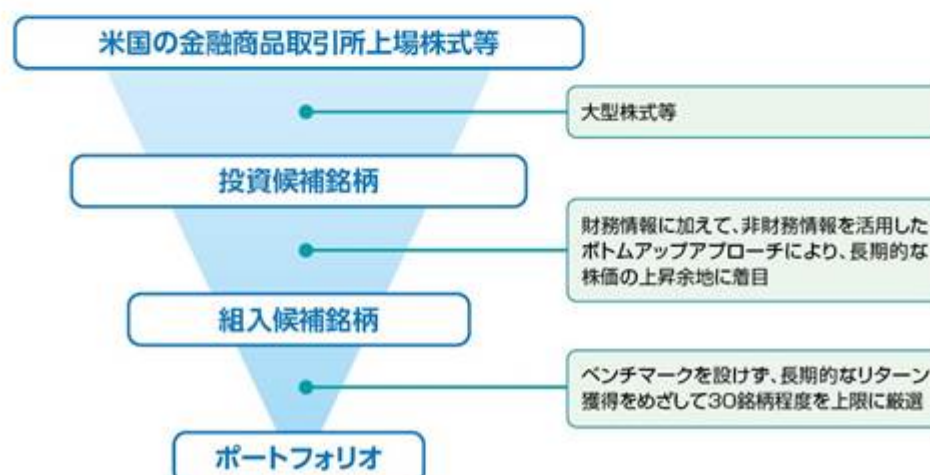 米国の金融商品取引所上場株式等
大型株式等
投資候補銘柄
財務情報に加えて、非財務情報を活用した
ボトムアップアプローチにより、長期的な
株価の上昇余地に着目
組入候補銘柄
ベンチマークを設けず、長期的なリターン
獲得をめざして30銘柄程度を上限に厳選
ポートフォリオ